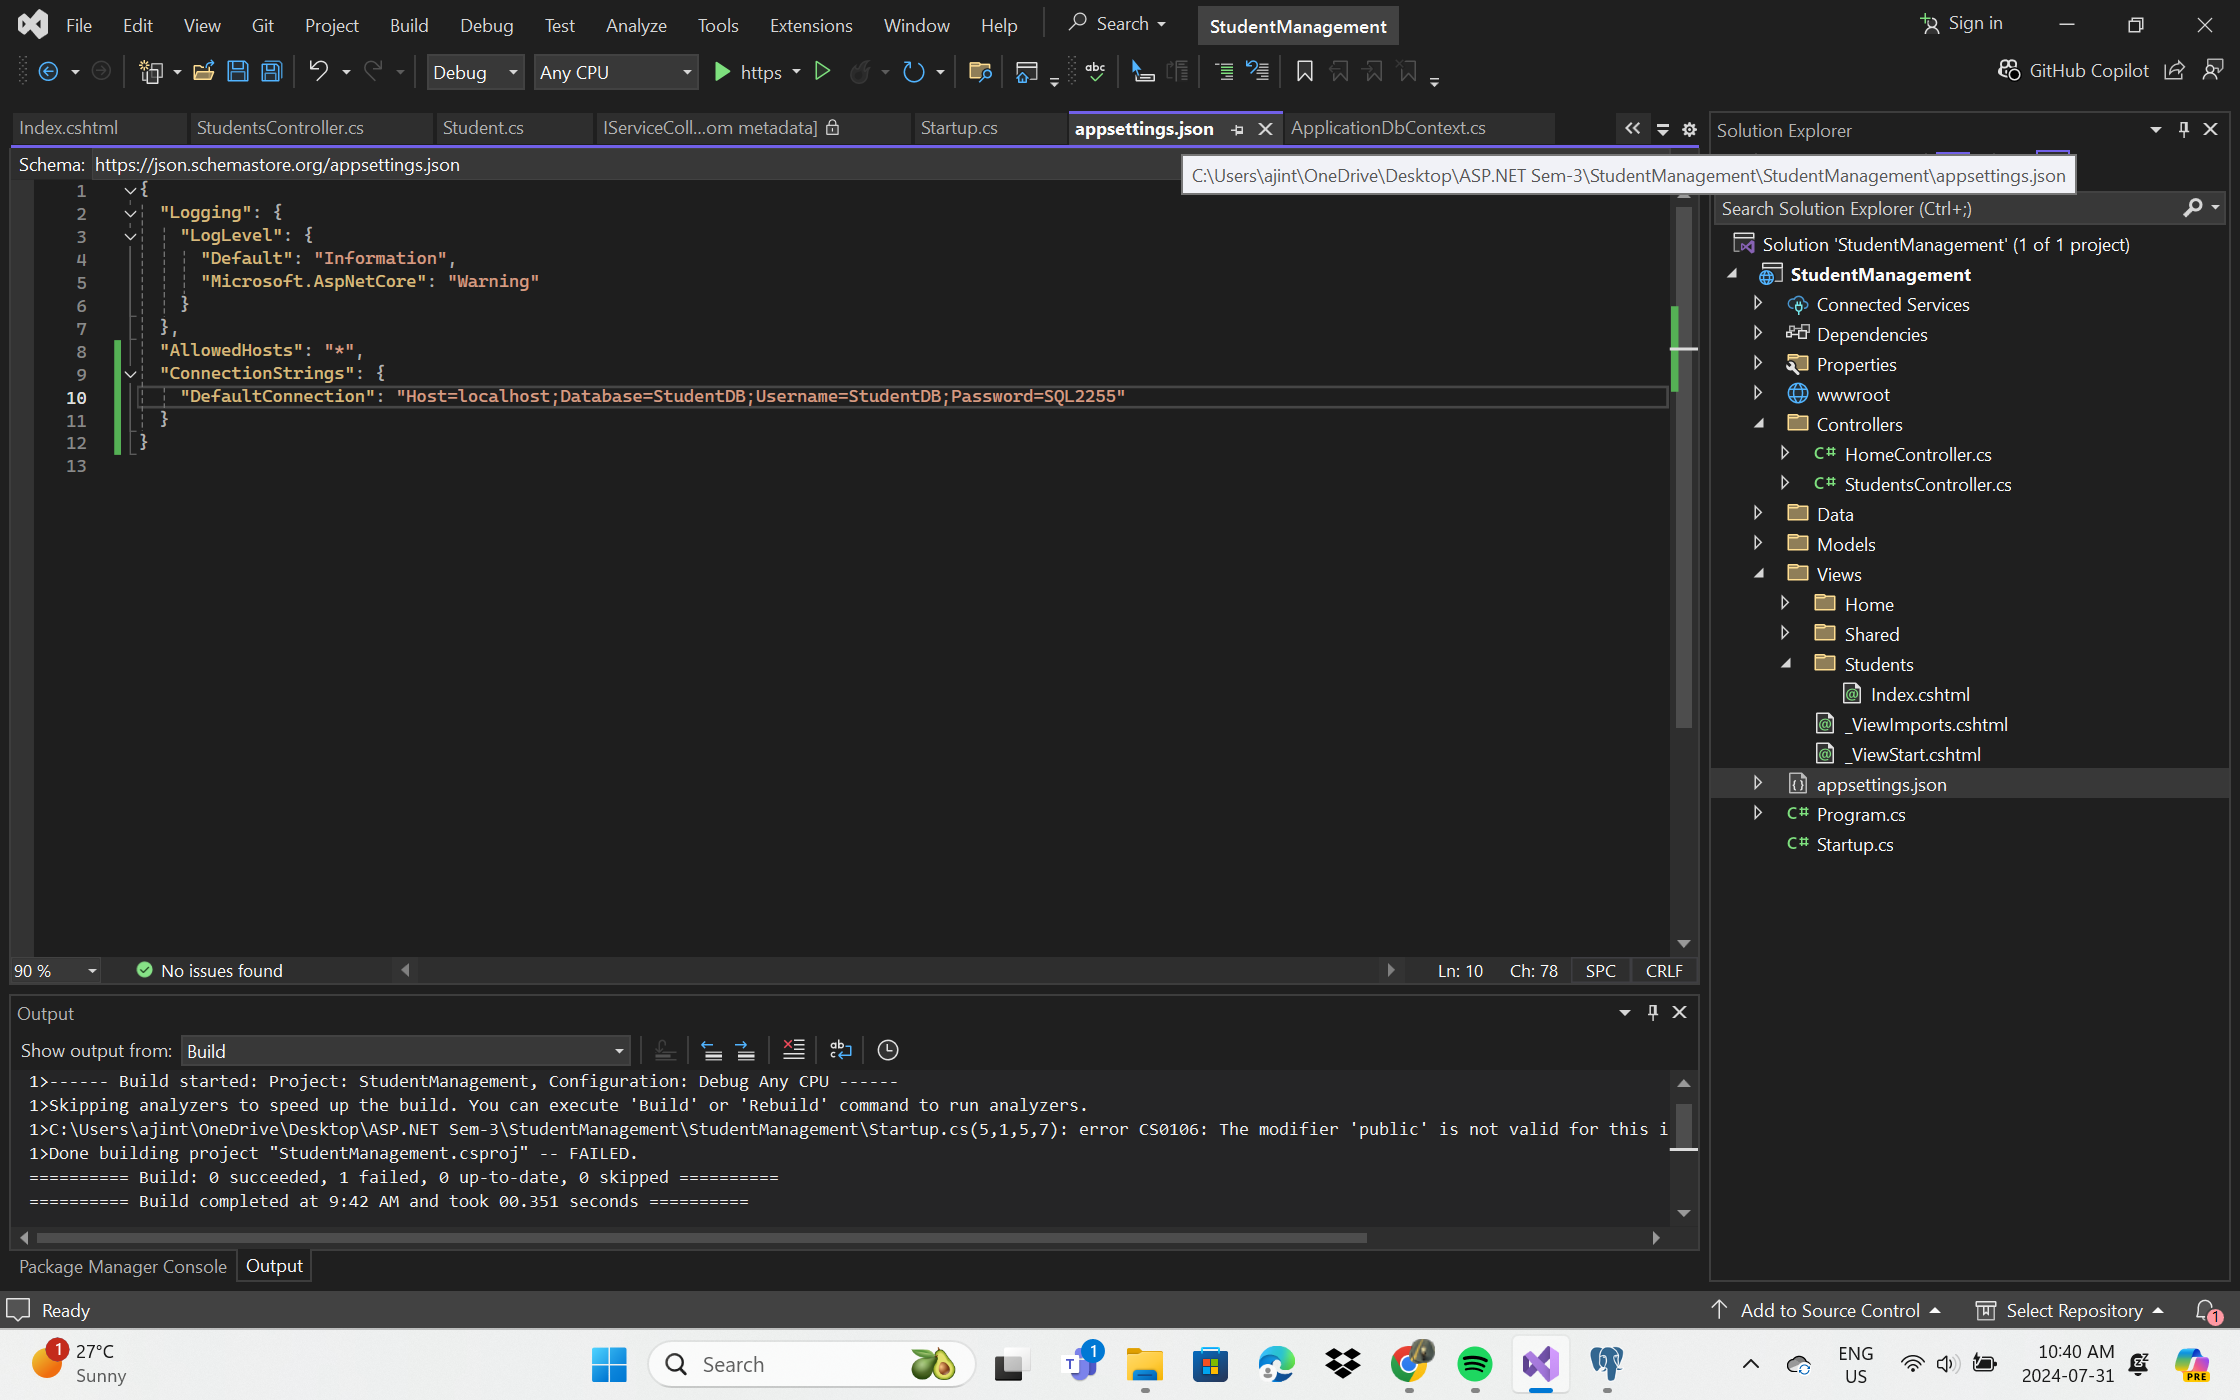 File Edit View Git Project Build Debug Test Analyze Tools Extensions Window Help Search StudentManagement Sign in
Debug Any CPU https GitHub Copilot
Index.cshtml StudentsController.cs Student.cs IServiceColl...om metadata] Startup.cs appsettings.json ApplicationDbContext.cs
Schema: https://json.schemastore.org/appsettings.json
C:\Users\ajint\OneDrive\Desktop\ASP.NET Sem-3\StudentManagement\StudentManagement\appsettings.json
1 {
2 "Logging": {
3 "LogLevel": {
4 "Default": "Information",
5 "Microsoft.AspNetCore": "Warning"
6 }
7 },
8 "AllowedHosts": "*",
9 "ConnectionStrings": {
10 "DefaultConnection": "Host=localhost;Database=StudentDB;Username=StudentDB;Password=SQL2255"
11 }
12 }
13
90 % No issues found Ln: 10 Ch: 78 SPC CRLF
Output
Show output from: Build
1>------ Build started: Project: StudentManagement, Configuration: Debug Any CPU ------
1>Skipping analyzers to speed up the build. You can execute 'Build' or 'Rebuild' command to run analyzers.
1>C:\Users\ajint\OneDrive\Desktop\ASP.NET Sem-3\StudentManagement\StudentManagement\Startup.cs(5,1,5,7): error CS0106: The modifier 'public' is not valid for this i
1>Done building project "StudentManagement.csproj" -- FAILED.
========== Build: 0 succeeded, 1 failed, 0 up-to-date, 0 skipped ==========
========== Build completed at 9:42 AM and took 00.351 seconds ==========
Package Manager Console Output
Solution Explorer
Search Solution Explorer (Ctrl+;)
Solution 'StudentManagement' (1 of 1 project)
StudentManagement
Connected Services
Dependencies
Properties
wwwroot
Controllers
C# HomeController.cs
C# StudentsController.cs
Data
Models
Views
Home
Shared
Students
Index.cshtml
_ViewImports.cshtml
_ViewStart.cshtml
appsettings.json
C# Program.cs
C# Startup.cs
Ready Add to Source Control Select Repository 1
1 27°C
Sunny
Search
T 1
ENG
US
10:40 AM
2024-07-31
PRE